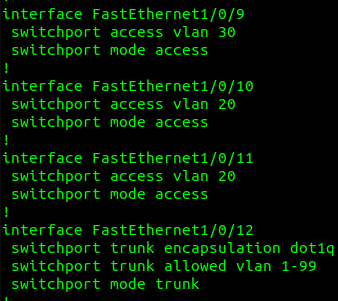 interface FastEthernet1/0/9
 switchport access vlan 30
 switchport mode access
!
interface FastEthernet1/0/10
 switchport access vlan 20
 switchport mode access
!
interface FastEthernet1/0/11
 switchport access vlan 20
 switchport mode access
!
interface FastEthernet1/0/12
 switchport trunk encapsulation dot1q
 switchport trunk allowed vlan 1-99
 switchport mode trunk